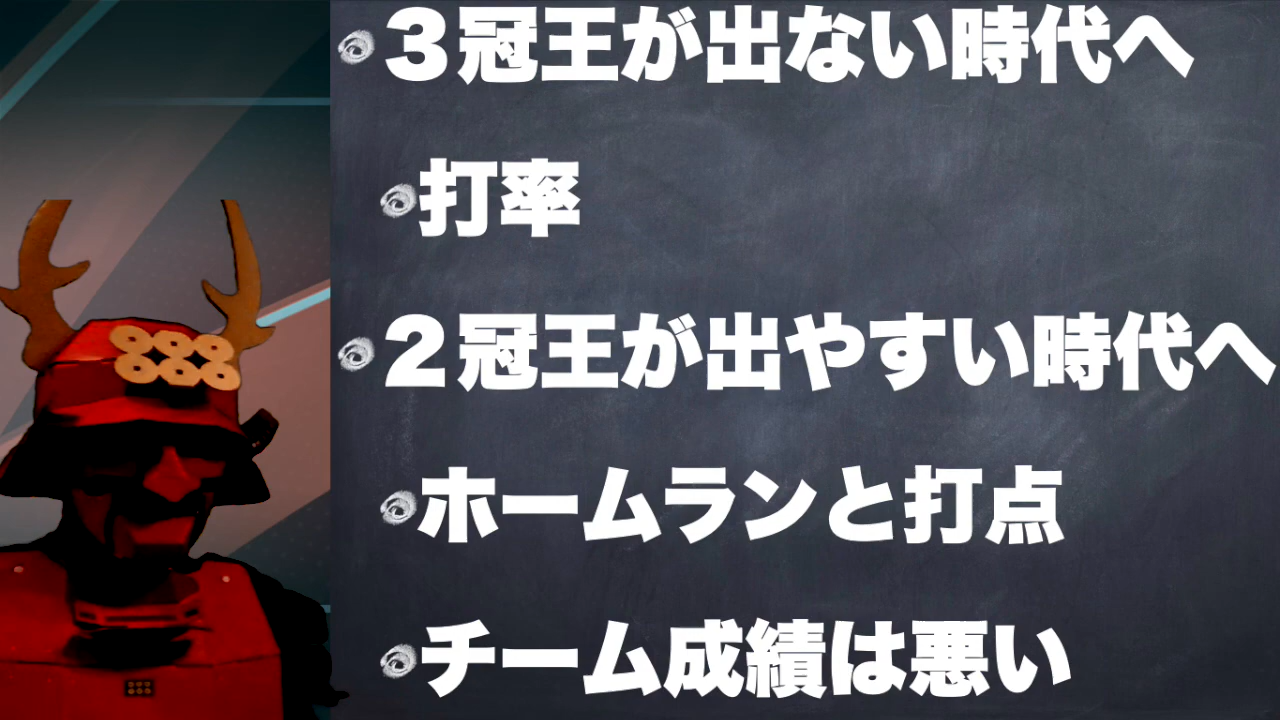 ３冠王が出ない時代へ
打率
２冠王が出やすい時代へ
ホームランと打点
チーム成績は悪い